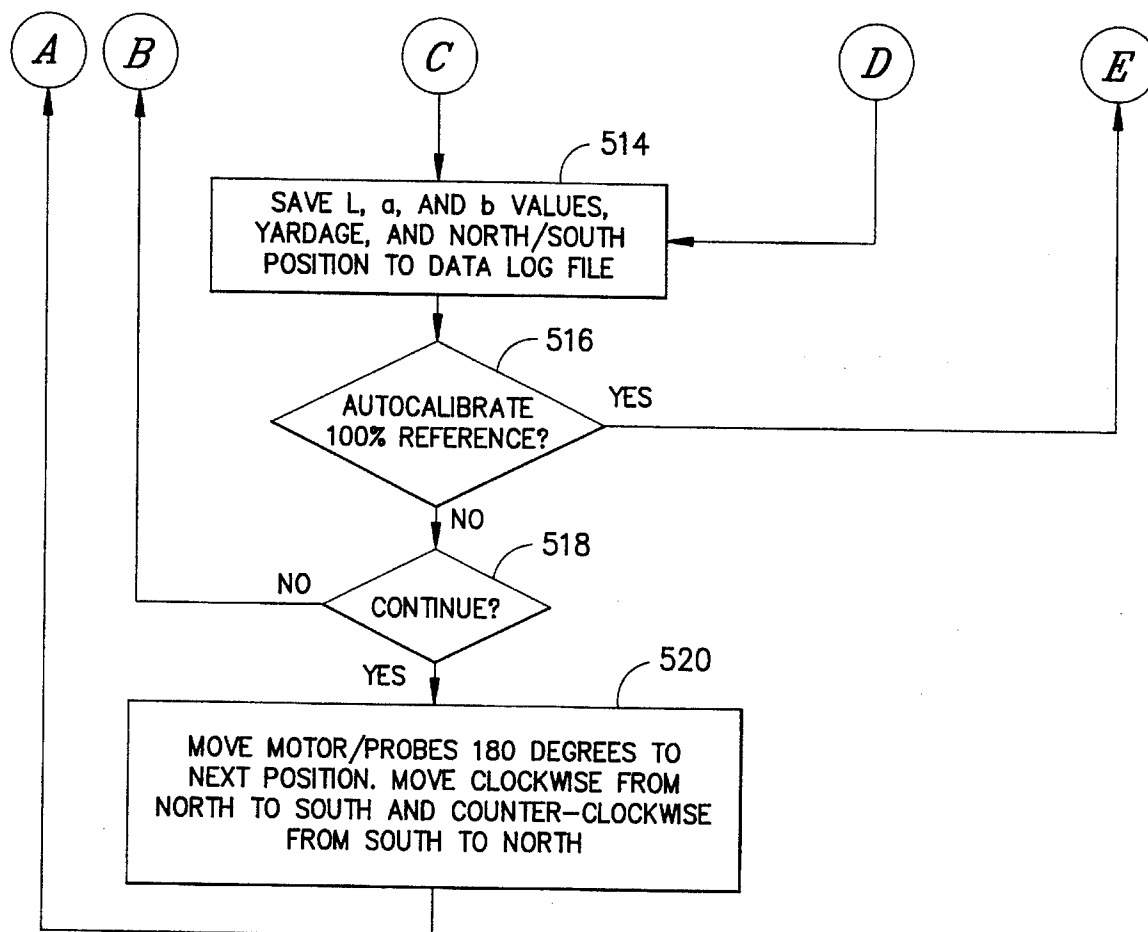 A B C D E
514
SAVE L, a, AND b VALUES,
YARDAGE, AND NORTH/SOUTH
POSITION TO DATA LOG FILE
516
AUTOCALIBRATE
100% REFERENCE?
YES
NO
518
NO
CONTINUE?
YES
520
MOVE MOTOR/PROBES 180 DEGREES TO
NEXT POSITION. MOVE CLOCKWISE FROM
NORTH TO SOUTH AND COUNTER-CLOCKWISE
FROM SOUTH TO NORTH